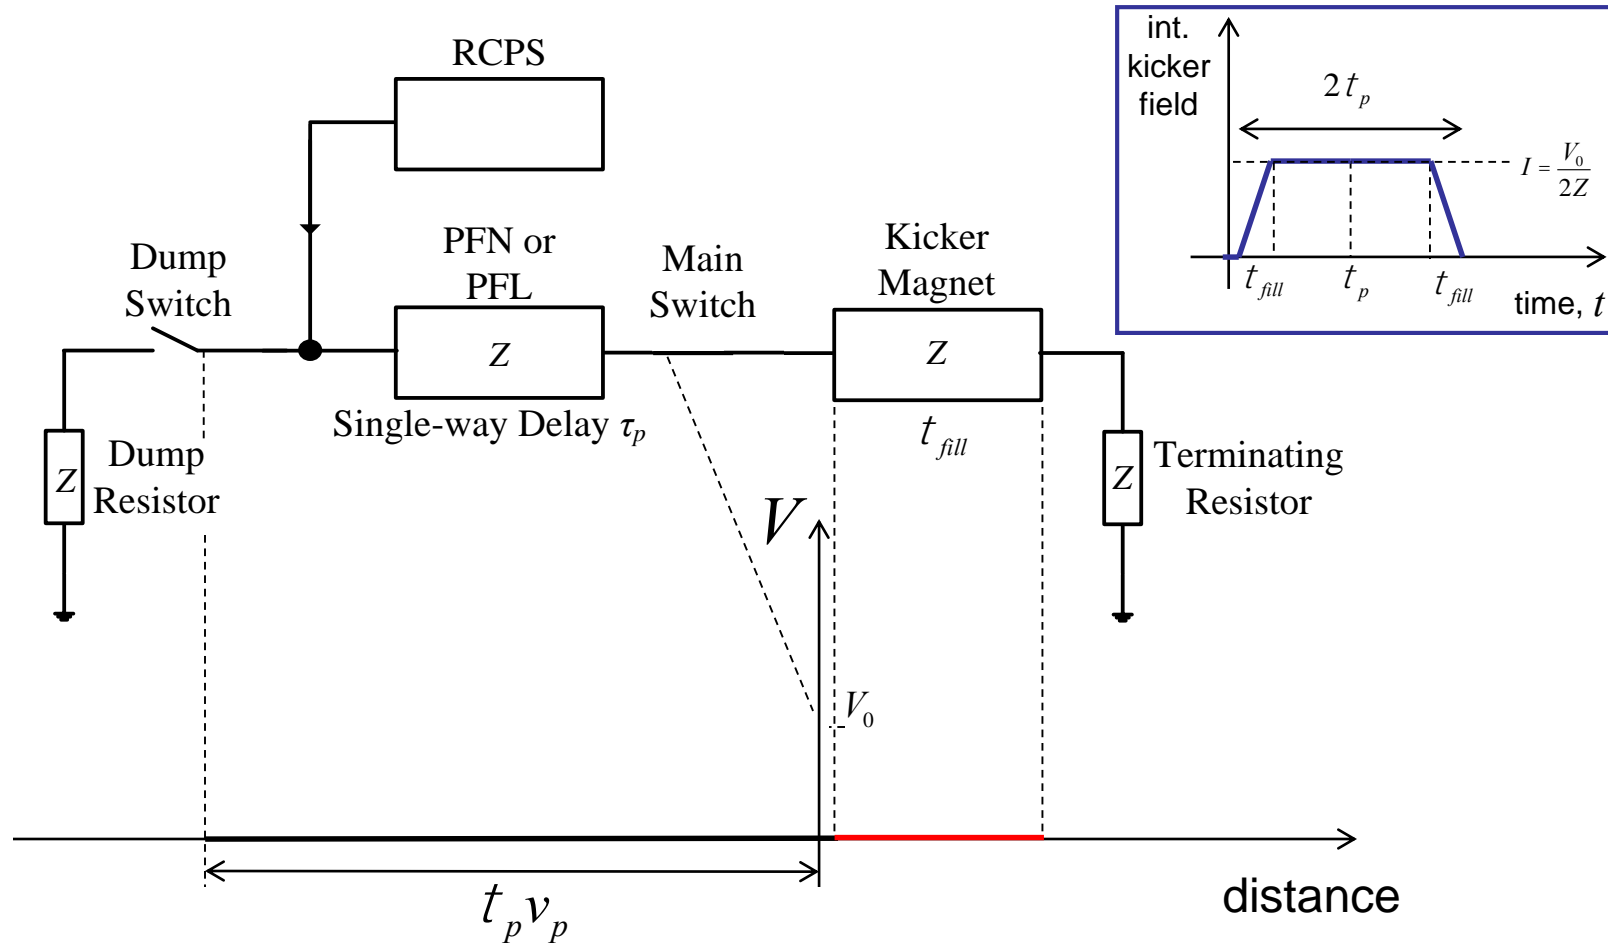 RCPS
int.
kicker
field
2t_p
I = V_0 / 2Z
t_fill t_p t_fill
time, t
Dump
Switch
PFN or
PFL
Main
Switch
Kicker
Magnet
Z
Z
Single-way Delay τ_p
t_fill
Z
Dump
Resistor
Z
Terminating
Resistor
V
V_0
t_p v_p
distance